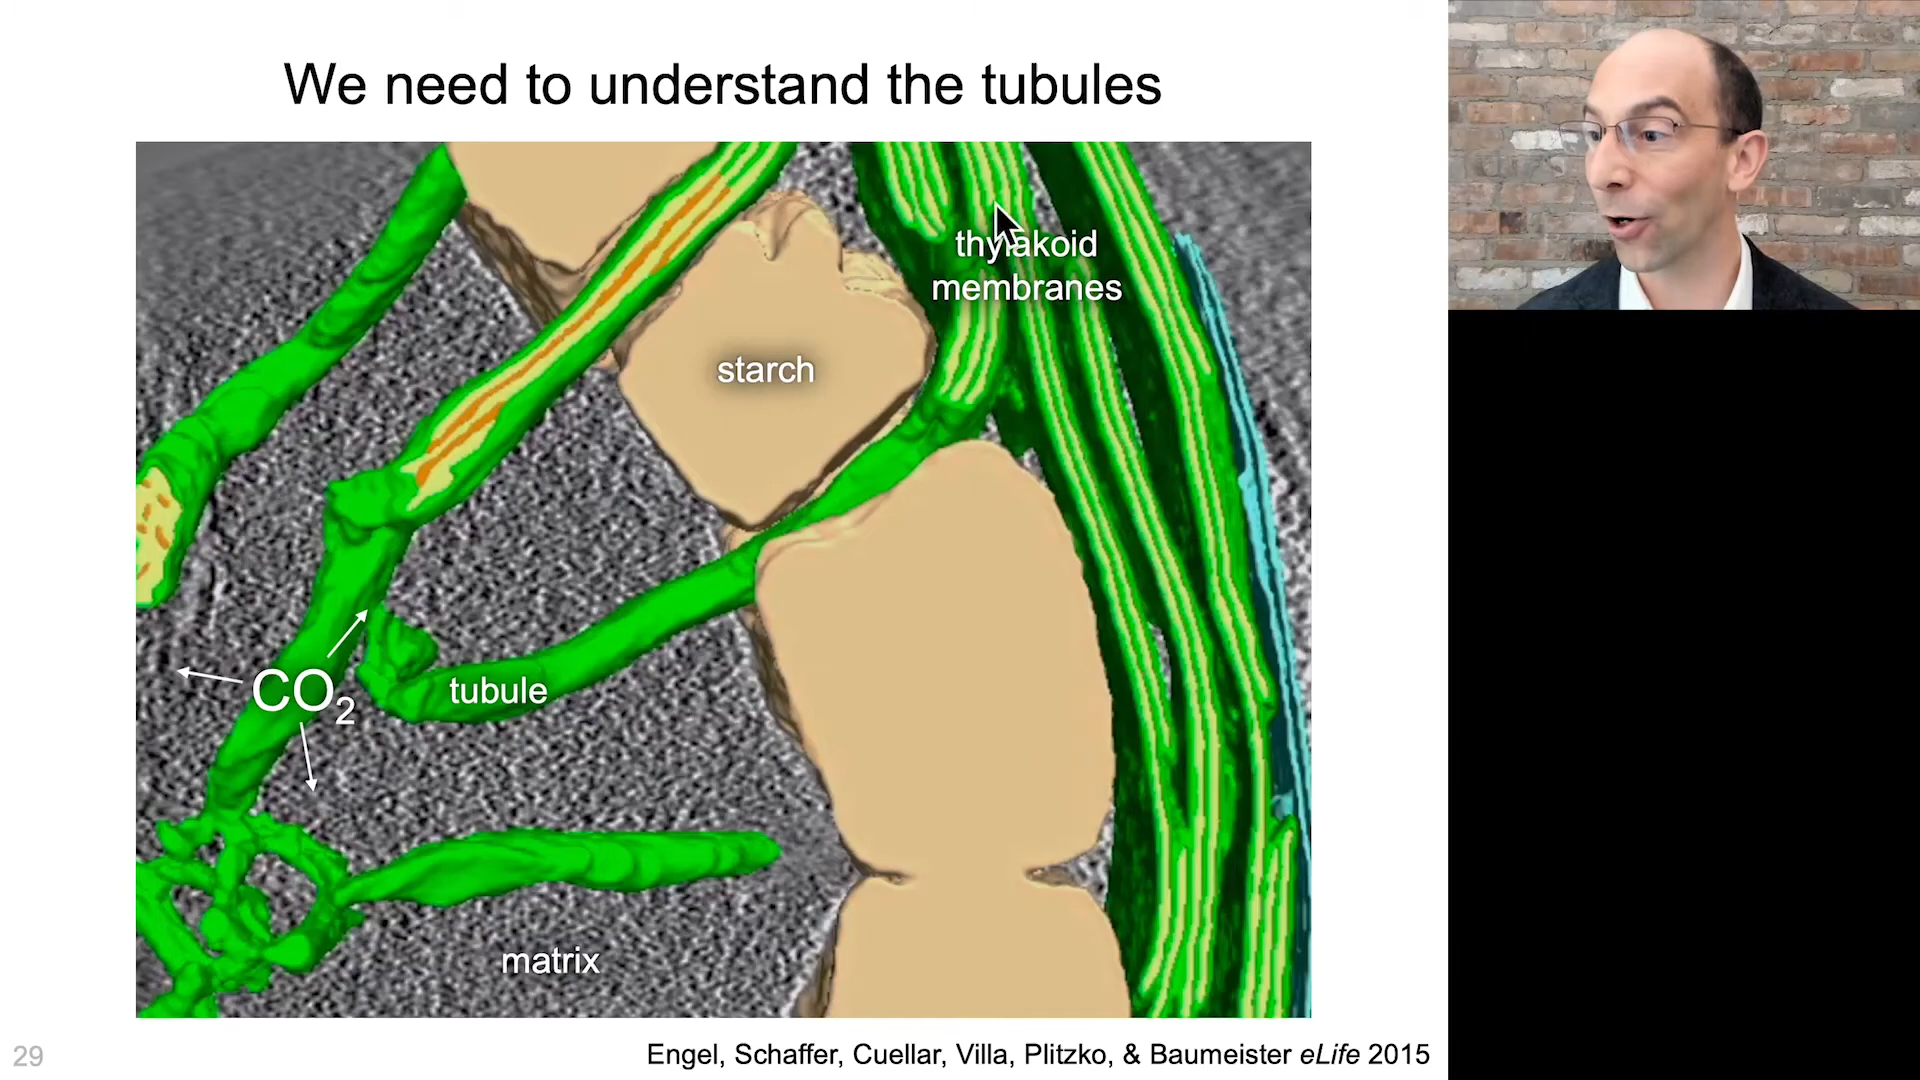 We need to understand the tubules
thylakoid
membranes
starch
CO₂
tubule
matrix
29
Engel, Schaffer, Cuellar, Villa, Plitzko, & Baumeister eLife 2015